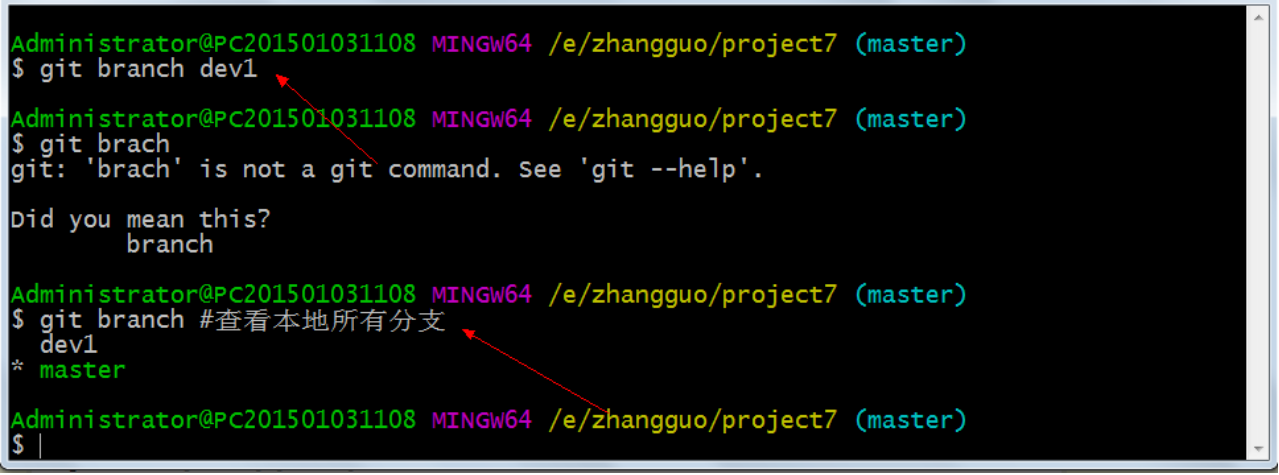 Administrator@PC201501031108 MINGW64 /e/zhangguo/project7 (master)
$ git branch dev1
Administrator@PC201501031108 MINGW64 /e/zhangguo/project7 (master)
$ git brach
git: 'brach' is not a git command. See 'git --help'.
Did you mean this?
branch
Administrator@PC201501031108 MINGW64 /e/zhangguo/project7 (master)
$ git branch #查看本地所有分支
dev1
* master
Administrator@PC201501031108 MINGW64 /e/zhangguo/project7 (master)
$